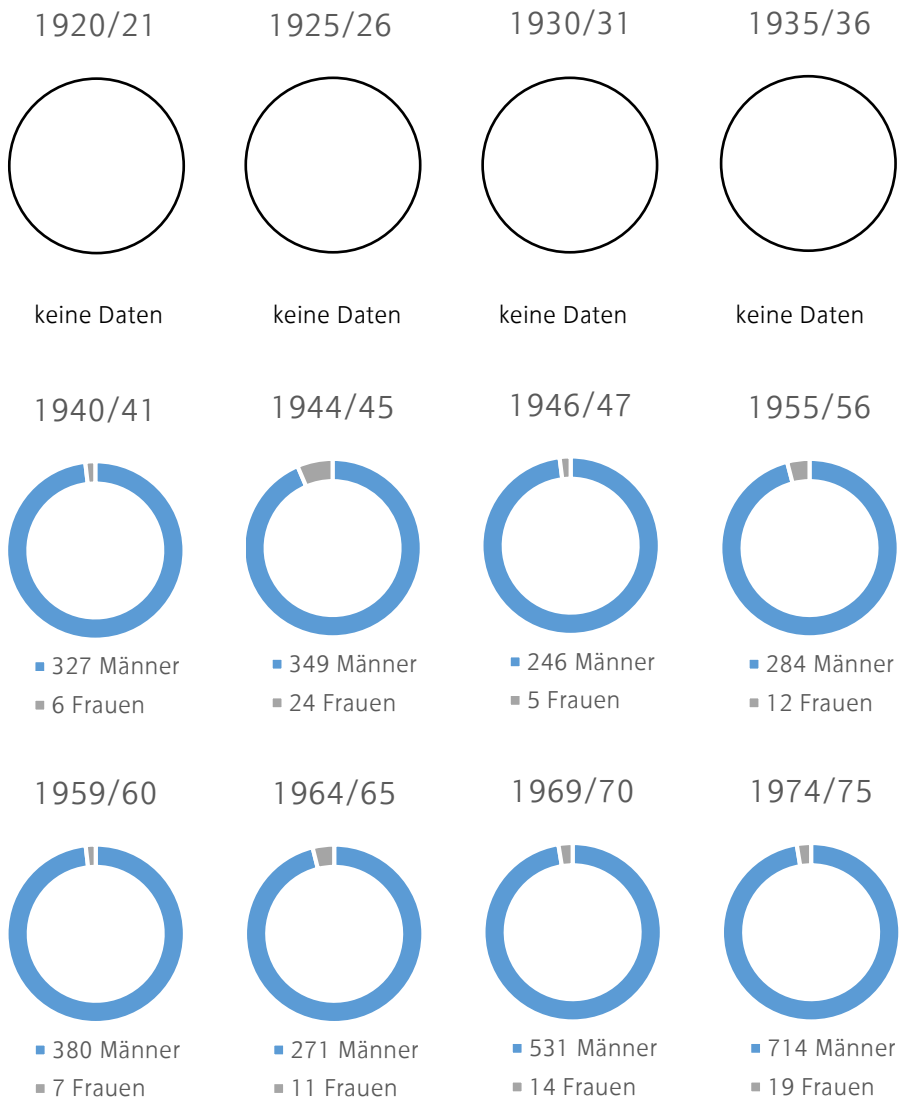 1920/21 1925/26 1930/31 1935/36
keine Daten keine Daten keine Daten keine Daten
1940/41 1944/45 1946/47 1955/56
327 Männer 349 Männer 246 Männer 284 Männer
6 Frauen 24 Frauen 5 Frauen 12 Frauen
1959/60 1964/65 1969/70 1974/75
380 Männer 271 Männer 531 Männer 714 Männer
7 Frauen 11 Frauen 14 Frauen 19 Frauen